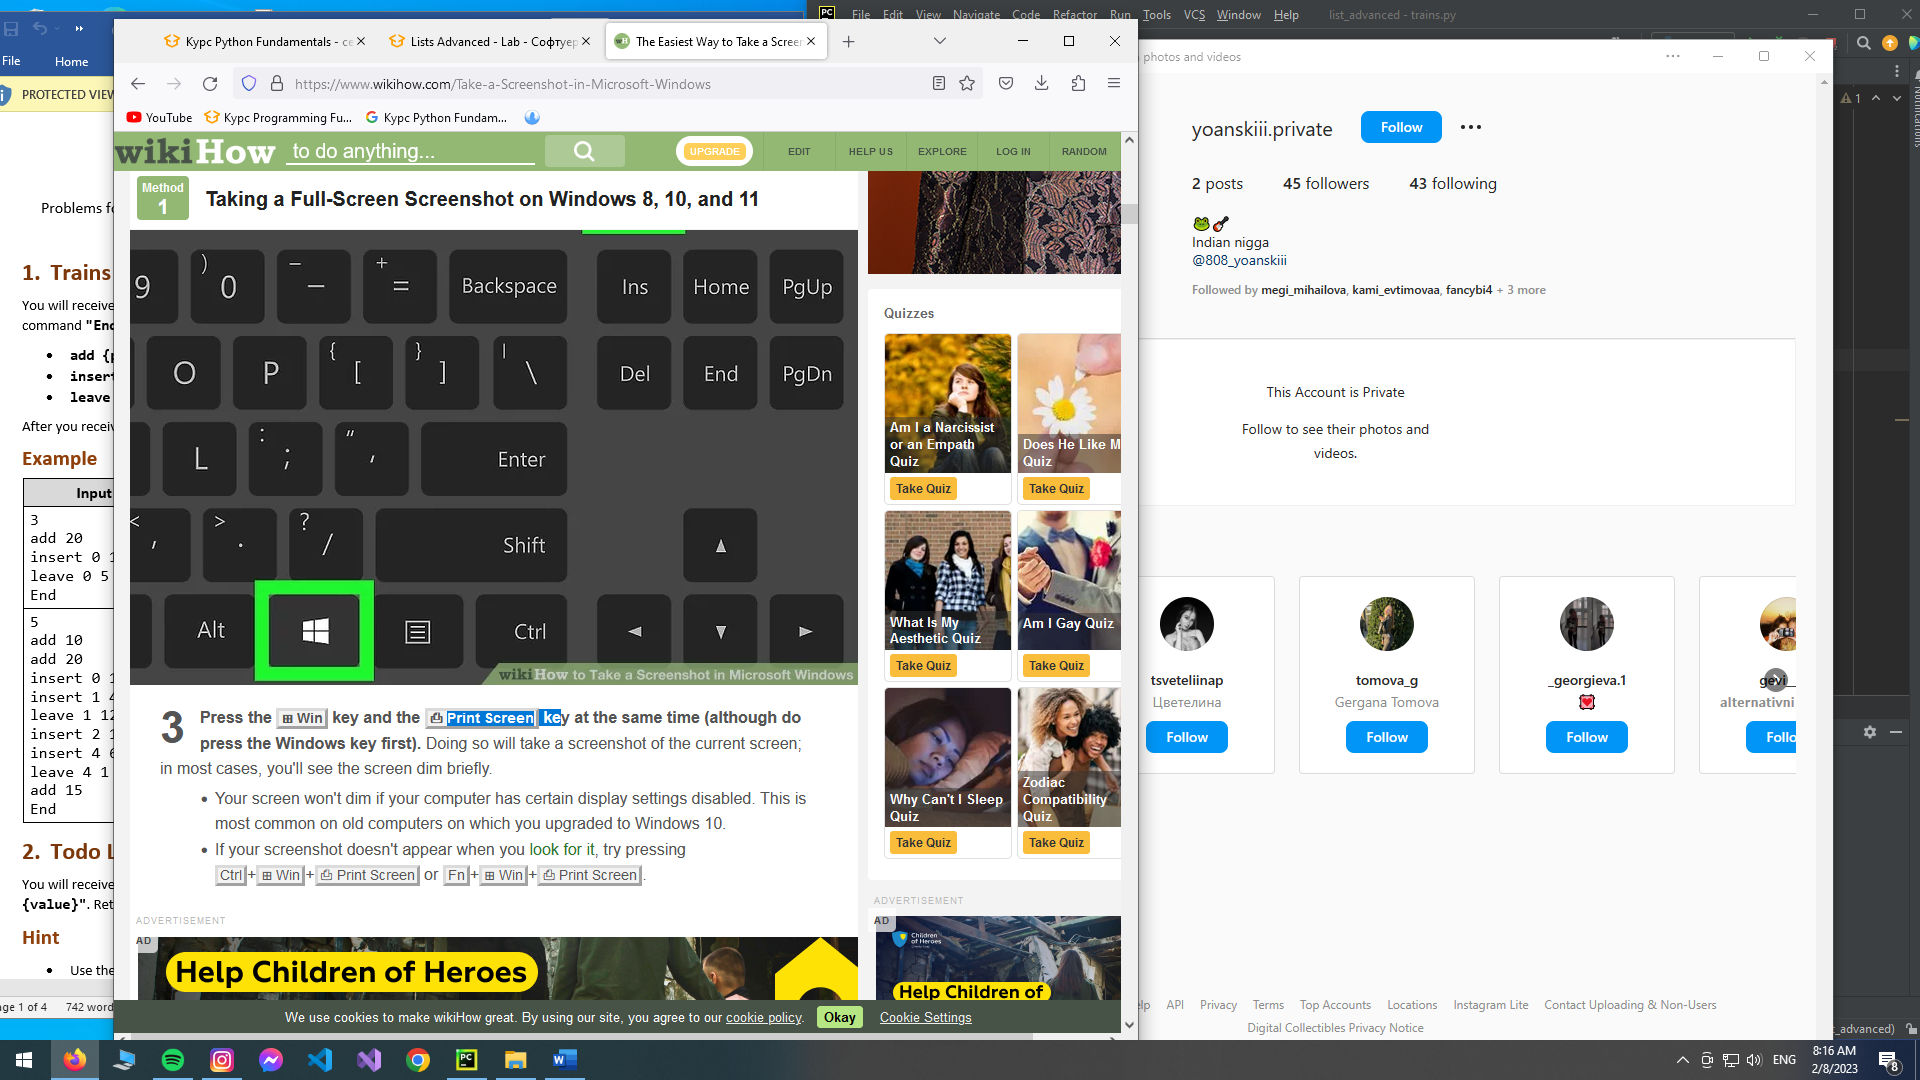 File Edit View Navigate Code Refactor Run Tools VCS Window Help list_advanced - trains.py
File Home
PROTECTED VIEW
Problems fo
1. Trains
You will receive
command "End
add {p
insert
leave
After you receiv
Example
Input
3
add 20
insert 0 1
leave 0 5
End
5
add 10
add 20
insert 0 1
insert 1 4
leave 1 12
insert 2 1
insert 4 6
leave 4 1
add 15
End
2. Todo L
You will receive
{value}". Ret
Hint
Use the
age 1 of 4 742 word
Курс Python Fundamentals - се
Lists Advanced - Lab - Софтуер
The Easiest Way to Take a Screen
https://www.wikihow.com/Take-a-Screenshot-in-Microsoft-Windows
YouTube Курс Programming Fu... Курс Python Fundam...
wikiHow to do anything... UPGRADE EDIT HELP US EXPLORE LOG IN RANDOM
Method
1
Taking a Full-Screen Screenshot on Windows 8, 10, and 11
9 ) 0 – – + = Backspace Ins Home PgUp
O P { [ } ] | \ Del End PgDn
L : ; “ ‘ Enter
< , > . ? / Shift
Alt Ctrl
wikiHow to Take a Screenshot in Microsoft Windows
3 Press the Win key and the Print Screen key at the same time (although do
press the Windows key first). Doing so will take a screenshot of the current screen;
in most cases, you'll see the screen dim briefly.
Your screen won't dim if your computer has certain display settings disabled. This is
most common on old computers on which you upgraded to Windows 10.
If your screenshot doesn't appear when you look for it, try pressing
Ctrl+Win+Print Screen or Fn+Win+Print Screen.
ADVERTISEMENT
AD
Help Children of Heroes
Quizzes
Am I a Narcissist
or an Empath
Quiz
Take Quiz
Does He Like M
Quiz
Take Quiz
What Is My
Aesthetic Quiz
Take Quiz
Am I Gay Quiz
Take Quiz
Why Can't I Sleep
Quiz
Take Quiz
Zodiac
Compatibility
Quiz
Take Quiz
ADVERTISEMENT
AD
Children
of Heroes
Help Children of
We use cookies to make wikiHow great. By using our site, you agree to our cookie policy. Okay Cookie Settings
photos and videos
yoanskiii.private Follow
2 posts 45 followers 43 following
Indian nigga
@808_yoanskiii
Followed by megi_mihailova, kami_evtimovaa, fancybi4 + 3 more
This Account is Private
Follow to see their photos and
videos.
tsveteliinap
Цветелина
Follow
tomova_g
Gergana Tomova
Follow
_georgieva.1
Follow
gevi_
alternativni
Follo
elp API Privacy Terms Top Accounts Locations Instagram Lite Contact Uploading & Non-Users
Digital Collectibles Privacy Notice
1
Notifications
t_advanced)
ENG
8:16 AM
2/8/2023
8